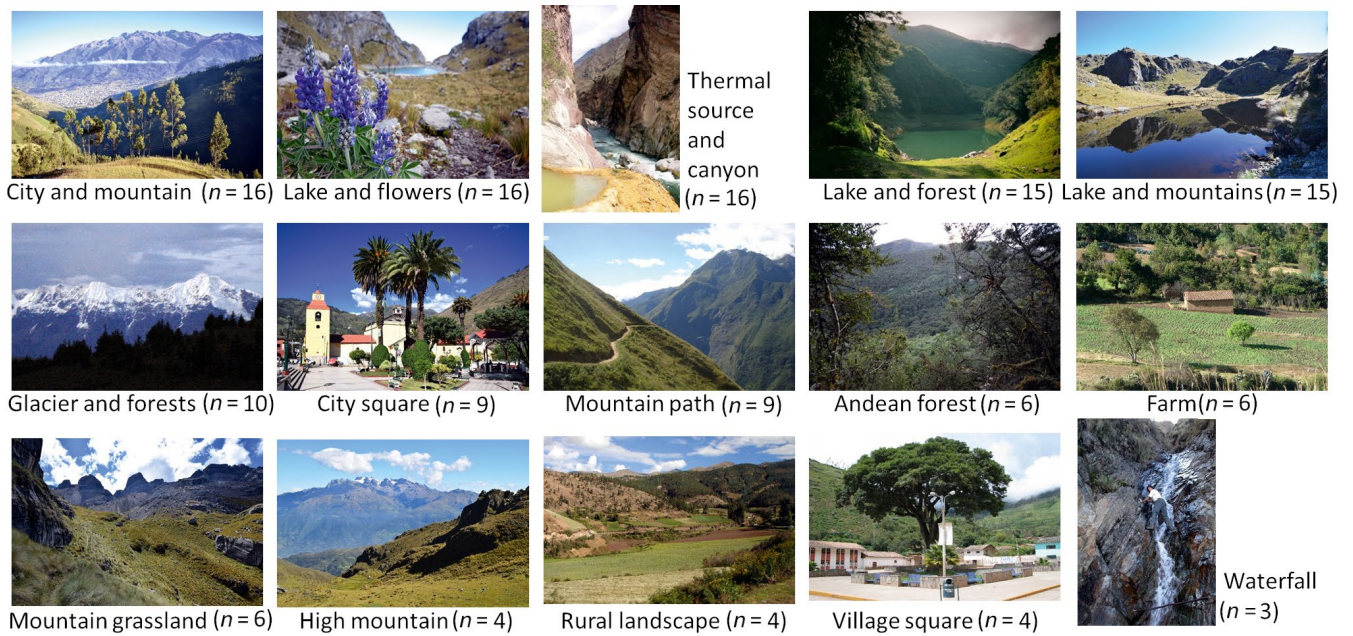 City and mountain (n = 16)
Lake and flowers (n = 16)
Thermal
source
and
canyon
(n = 16)
Lake and forest (n = 15)
Lake and mountains (n = 15)
Glacier and forests (n = 10)
City square (n = 9)
Mountain path (n = 9)
Andean forest (n = 6)
Farm (n = 6)
Mountain grassland (n = 6)
High mountain (n = 4)
Rural landscape (n = 4)
Village square (n = 4)
Waterfall
(n = 3)